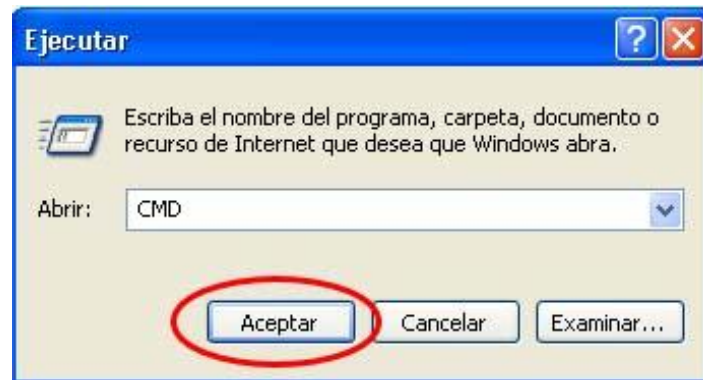 Ejecutar
Escriba el nombre del programa, carpeta, documento o
recurso de Internet que desea que Windows abra.
Abrir: CMD
Aceptar Cancelar Examinar...